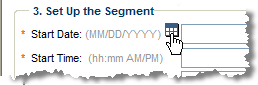 3. Set Up the Segment
* Start Date: (MM/DD/YYYY)
* Start Time: (hh:mm AM/PM)